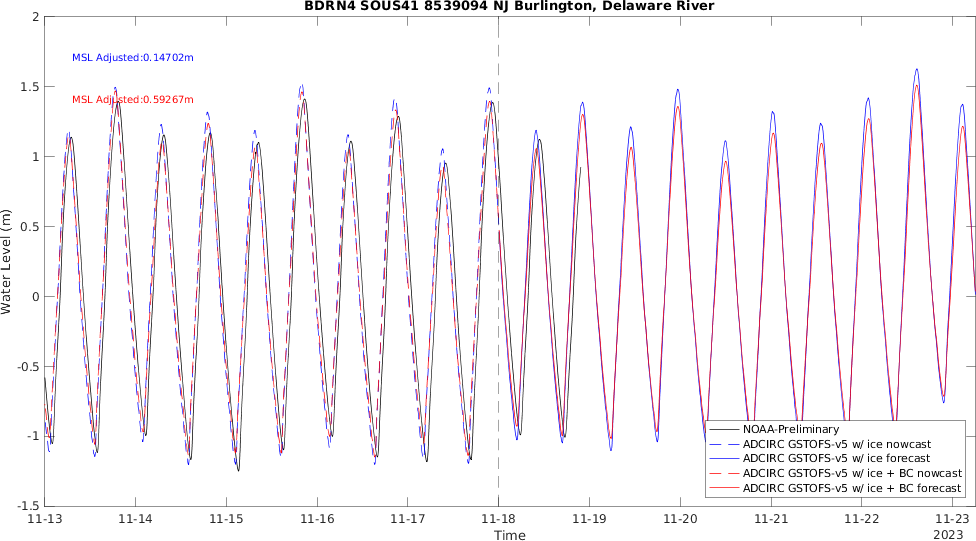 BDRN4 SOUS41 8539094 NJ Burlington, Delaware River
2
MSL Adjusted:0.14702m
1.5
MSL Adjusted:0.59267m
1
0.5
Water Level (m)
0
-0.5
-1
-1.5
NOAA-Preliminary
ADCIRC GSTOFS-v5 w/ ice nowcast
ADCIRC GSTOFS-v5 w/ ice forecast
ADCIRC GSTOFS-v5 w/ ice + BC nowcast
ADCIRC GSTOFS-v5 w/ ice + BC forecast
11-13 11-14 11-15 11-16 11-17 11-18 11-19 11-20 11-21 11-22 11-23
Time
2023